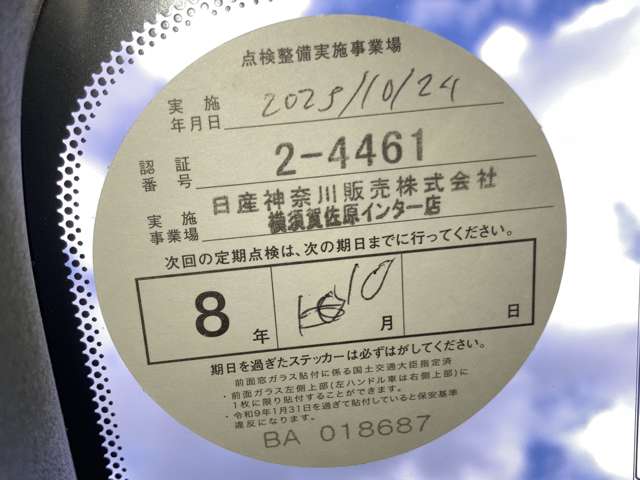 点検整備実施事業場
実施年月日 2025/10/24
認証番号 2-4461
実施事業場 日産神奈川販売株式会社
横須賀佐原インター店
次回の定期点検は、次の期日までに行ってください。
8年 10月 日
期日を過ぎたステッカーは必ずはがしてください。
前面窓ガラス貼付に係る国土交通大臣指定済
・前面ガラス左側上部(左ハンドル車は右側上部)に
1枚に限り貼付することができます。
・令和9年1月31日を過ぎて貼付していると保安基準
違反になります。
BA 018687